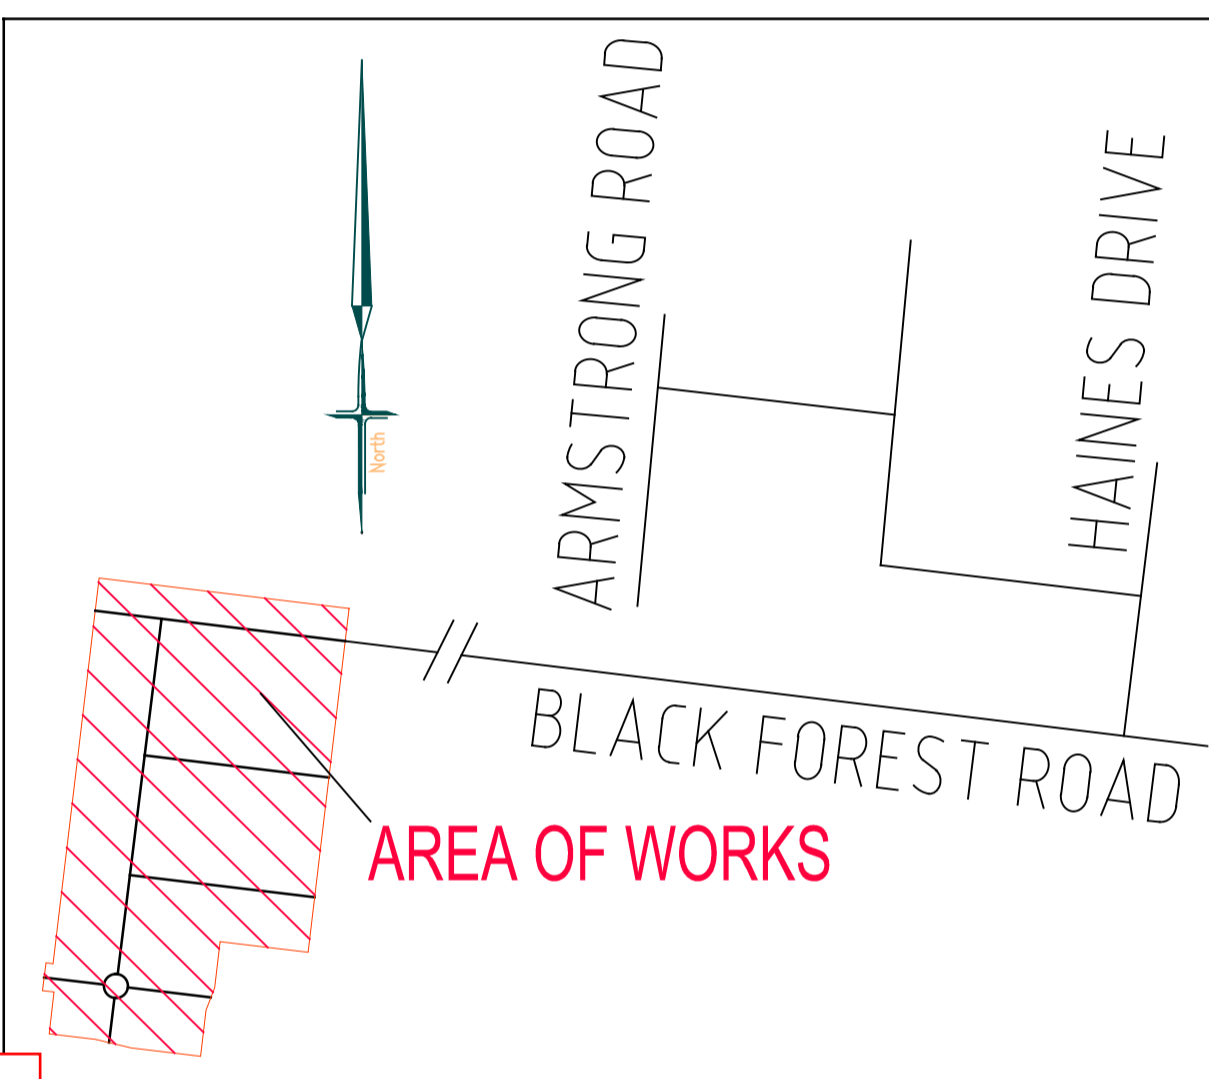 ARMSTRONG ROAD
HAINES DRIVE
North
BLACK FOREST ROAD
AREA OF WORKS